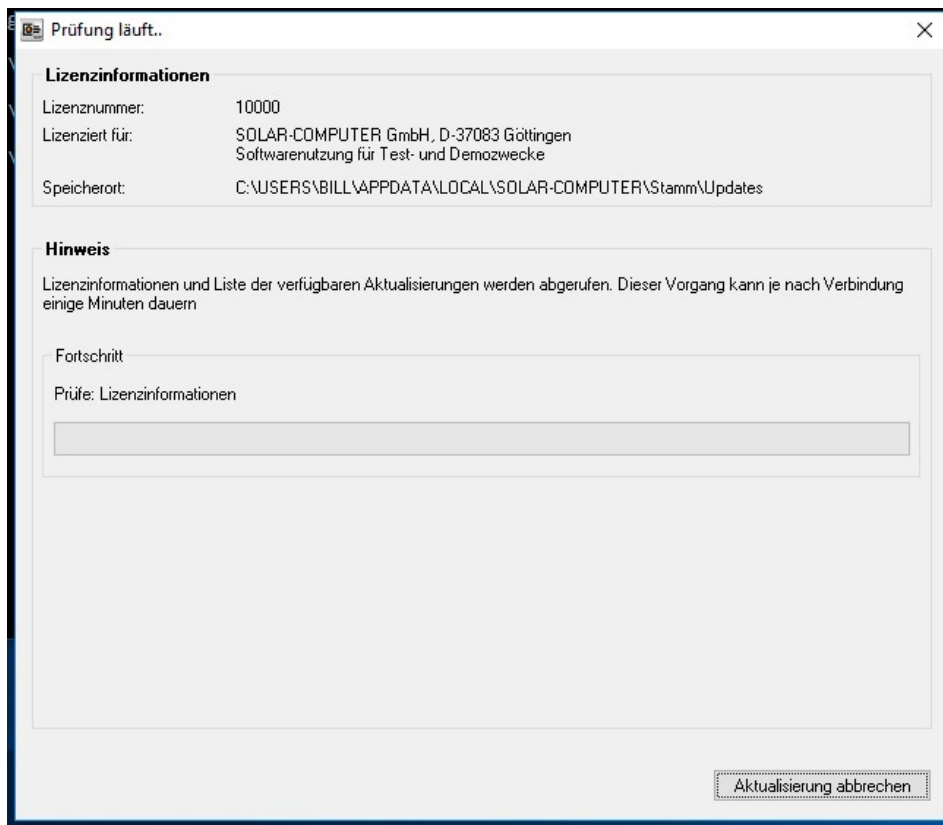 Prüfung läuft..
Lizenzinformationen
Lizenznummer: 10000
Lizenziert für: SOLAR-COMPUTER GmbH, D-37083 Göttingen
Softwarenutzung für Test- und Demozwecke
Speicherort: C:\USERS\BILL\APPDATA\LOCAL\SOLAR-COMPUTER\Stamm\Updates
Hinweis
Lizenzinformationen und Liste der verfügbaren Aktualisierungen werden abgerufen. Dieser Vorgang kann je nach Verbindung
einige Minuten dauern
Fortschritt
Prüfe: Lizenzinformationen
Aktualisierung abbrechen